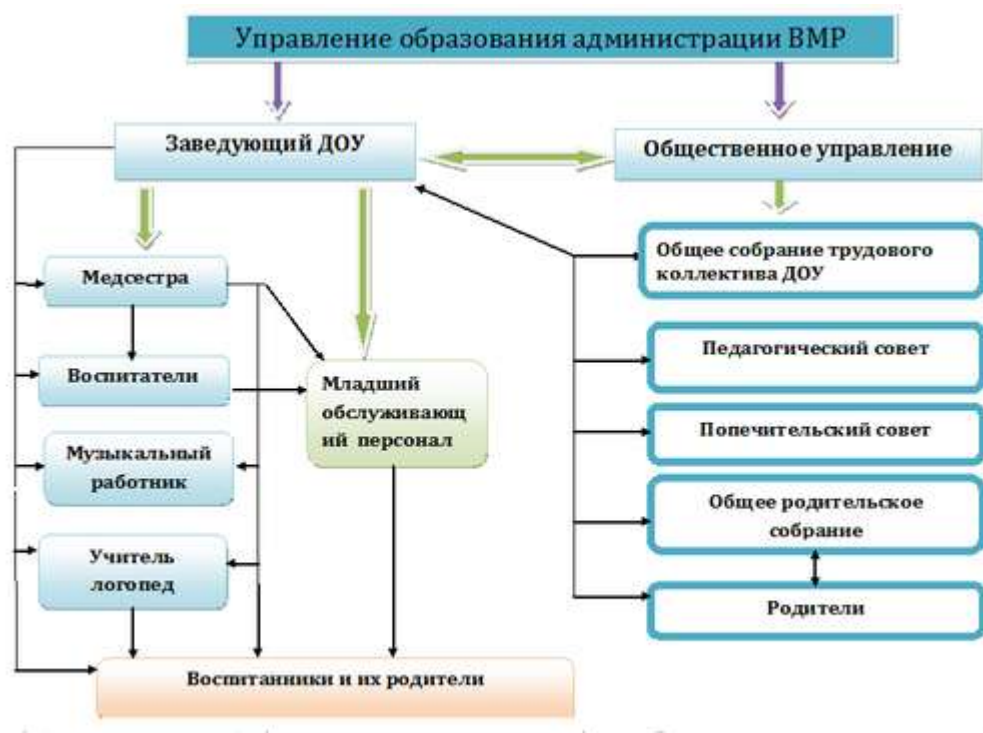 Управление образования администрации ВМР
Заведующий ДОУ
Общественное управление
Общее собрание трудового
коллектива ДОУ
Медсестра
Педагогический совет
Воспитатели
Младший
обслуживающ
ий персонал
Попечительский совет
Музыкальный
работник
Общее родительское
собрание
Учитель
логопед
Родители
Воспитанники и их родители